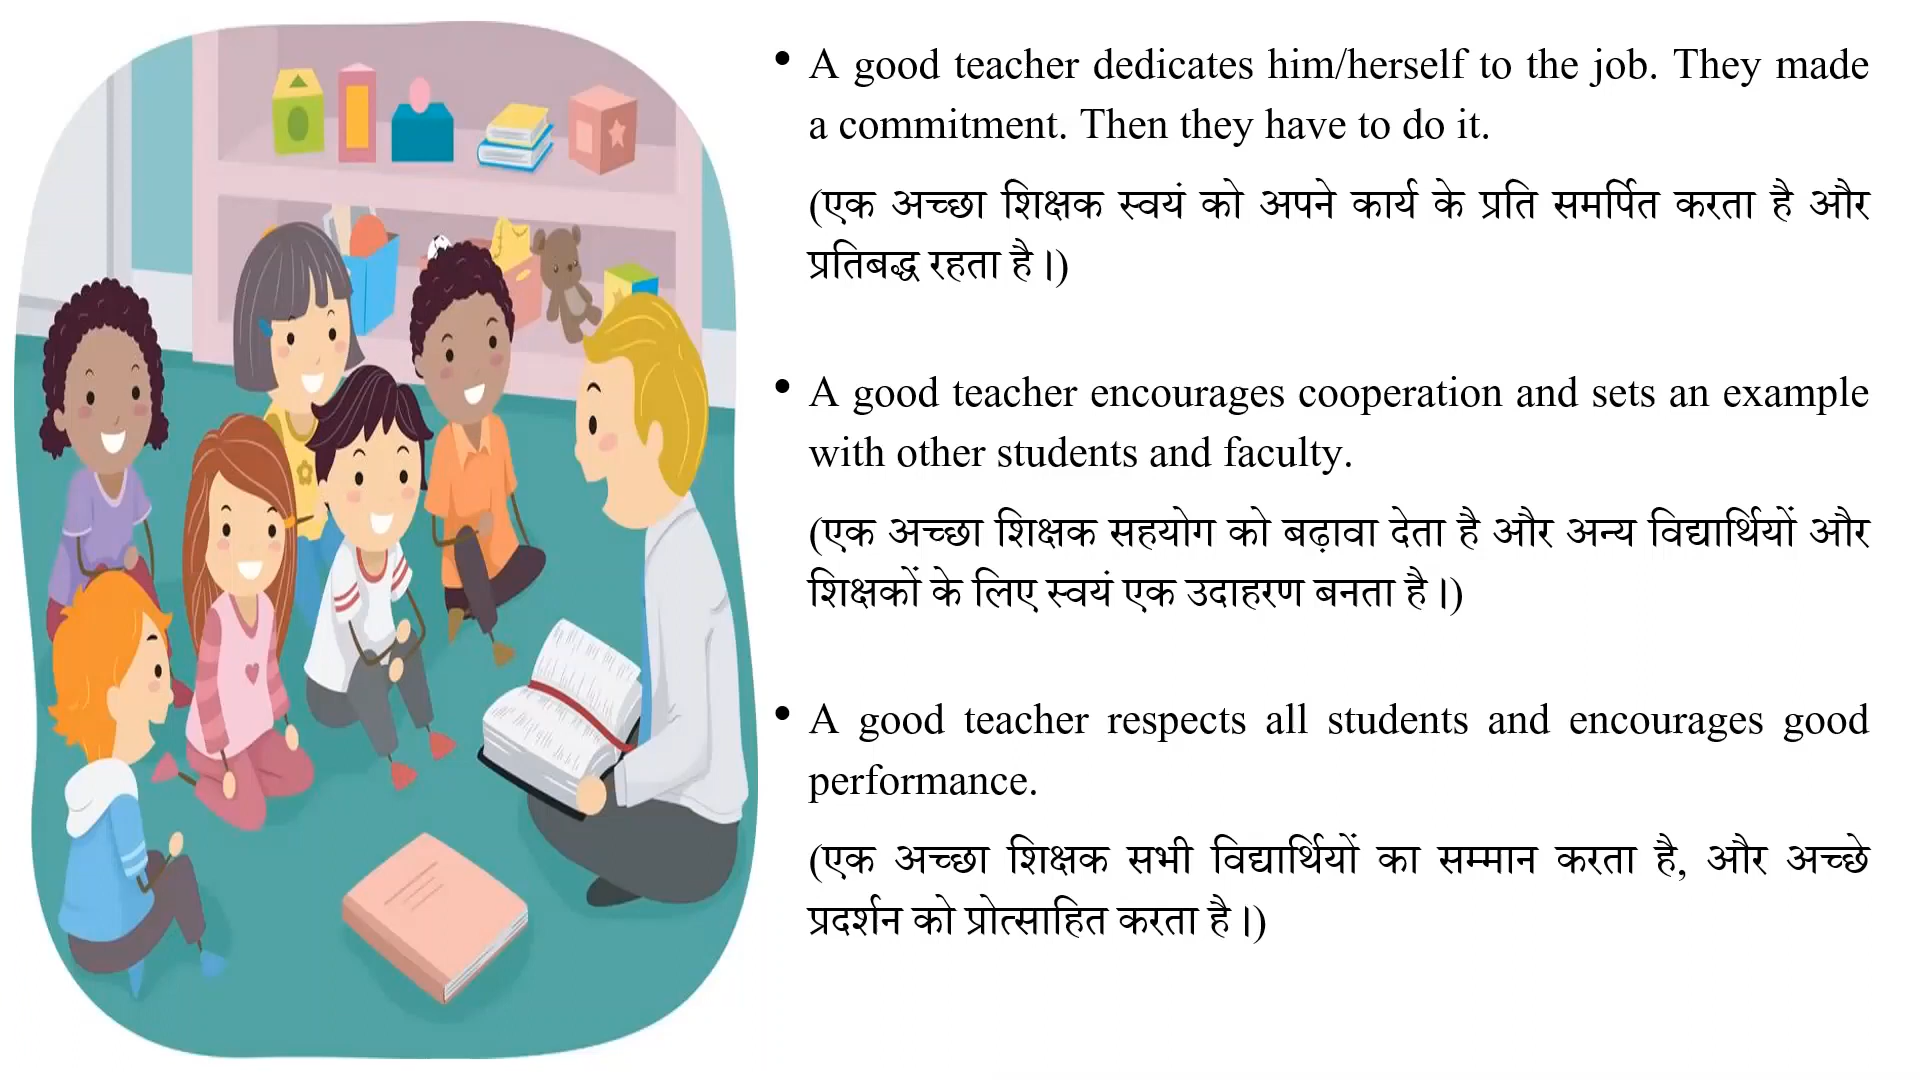 • A good teacher dedicates him/herself to the job. They made
a commitment. Then they have to do it.
(एक अच्छा शिक्षक स्वयं को अपने कार्य के प्रति समर्पित करता है और
प्रतिबद्ध रहता है।)
• A good teacher encourages cooperation and sets an example
with other students and faculty.
(एक अच्छा शिक्षक सहयोग को बढ़ावा देता है और अन्य विद्यार्थियों और
शिक्षकों के लिए स्वयं एक उदाहरण बनता है।)
• A good teacher respects all students and encourages good
performance.
(एक अच्छा शिक्षक सभी विद्यार्थियों का सम्मान करता है, और अच्छे
प्रदर्शन को प्रोत्साहित करता है।)